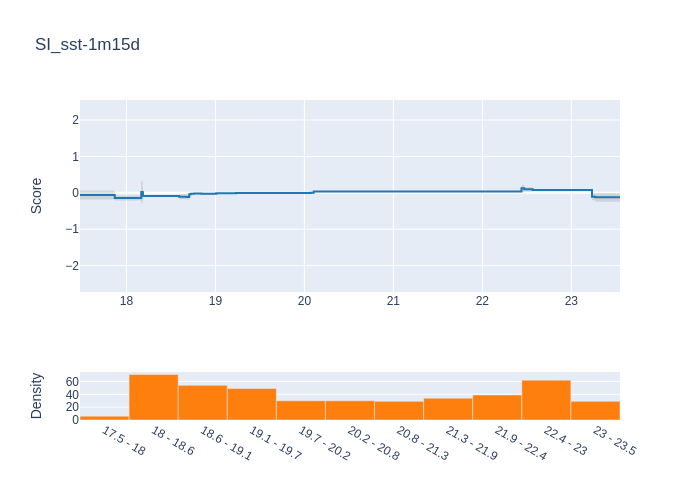 SI_sst-1m15d
Score
2
1
0
−1
−2
18
19
20
21
22
23
Density
60
40
20
0
17.5 - 18
18 - 18.6
18.6 - 19.1
19.1 - 19.7
19.7 - 20.2
20.2 - 20.8
20.8 - 21.3
21.3 - 21.9
21.9 - 22.4
22.4 - 23
23 - 23.5